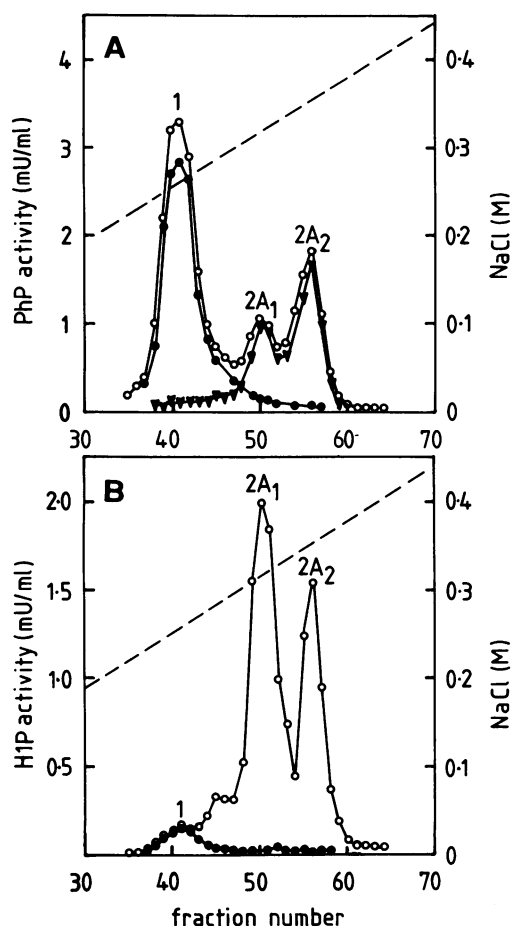 A
4
3
2
1
0
PhP activity (mU/ml)
0·4
0·3
0·2
0·1
0
NaCl (M)
1
2A1
2A2
30 40 50 60 70
B
2·0
1·5
1·0
0·5
H1P activity (mU/ml)
0·4
0·3
0·2
0·1
0
NaCl (M)
2A1
2A2
1
30 40 50 60 70
fraction number